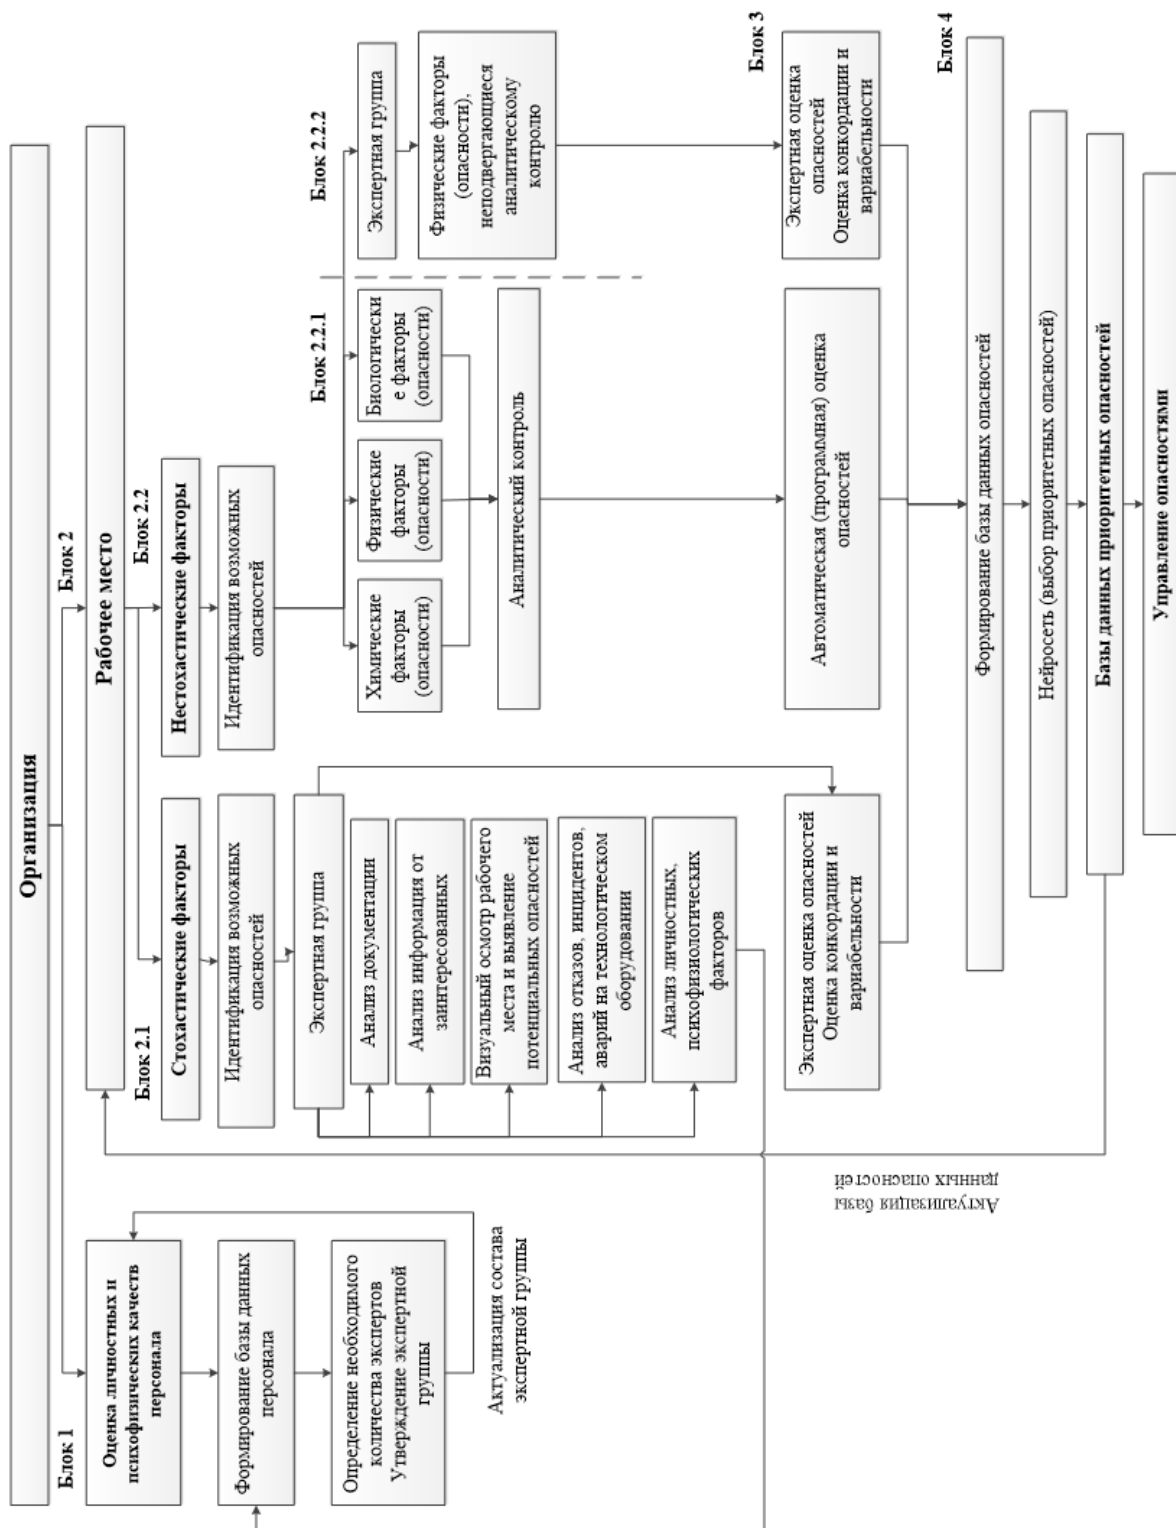 Организация
Блок 1
Оценка личностных и
психофизических качеств
персонала
Формирование базы данных
персонала
Определение необходимого
количества экспертов
Утверждение экспертной
группы
Актуализация состава
экспертной группы
Блок 2
Рабочее место
Блок 2.1
Стохастические факторы
Идентификация возможных
опасностей
Экспертная группа
Анализ документации
Анализ информация от
заинтересованных
Визуальный осмотр рабочего
места и выявление
потенциальных опасностей
Анализ отказов, инцидентов,
аварий на технологическом
оборудовании
Анализ личностных,
психофизиологических
факторов
Экспертная оценка опасностей
Оценка конкордации и
вариабельности
Блок 2.2
Нестохастические факторы
Идентификация возможных
опасностей
Блок 2.2.1
Химические
факторы
(опасности)
Физические
факторы
(опасности)
Биологически
е факторы
(опасности)
Аналитический контроль
Автоматическая (программная) оценка
опасностей
Блок 2.2.2
Экспертная группа
Физические факторы
(опасности),
неподвергающиеся
аналитическому
контролю
Блок 3
Экспертная оценка
опасностей
Оценка конкордации и
вариабельности
Блок 4
Формирование базы данных опасностей
Нейросеть (выбор приоритетных опасностей)
Базы данных приоритетных опасностей
Управление опасностями
Актуализация базы
данных опасностей